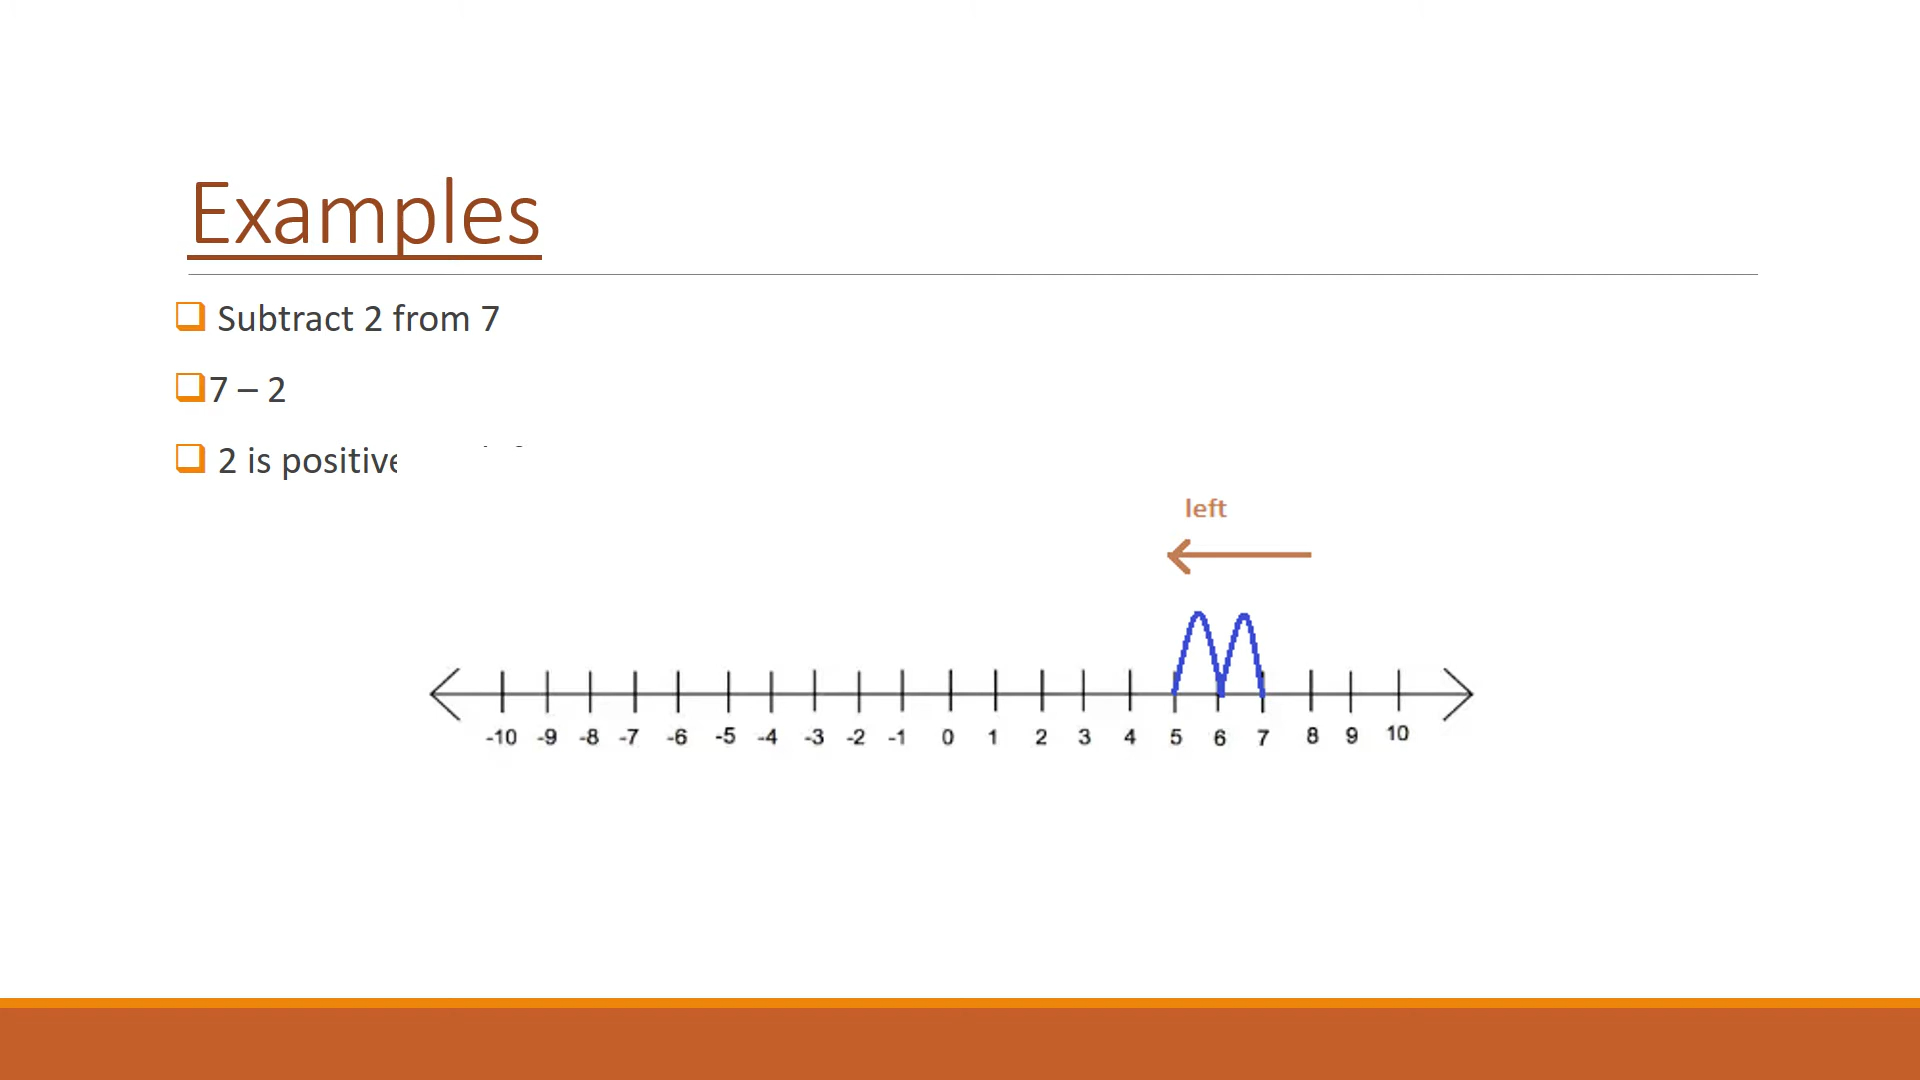 Examples
Subtract 2 from 7
7 – 2
2 is positive
left
-10 -9 -8 -7 -6 -5 -4 -3 -2 -1 0 1 2 3 4 5 6 7 8 9 10